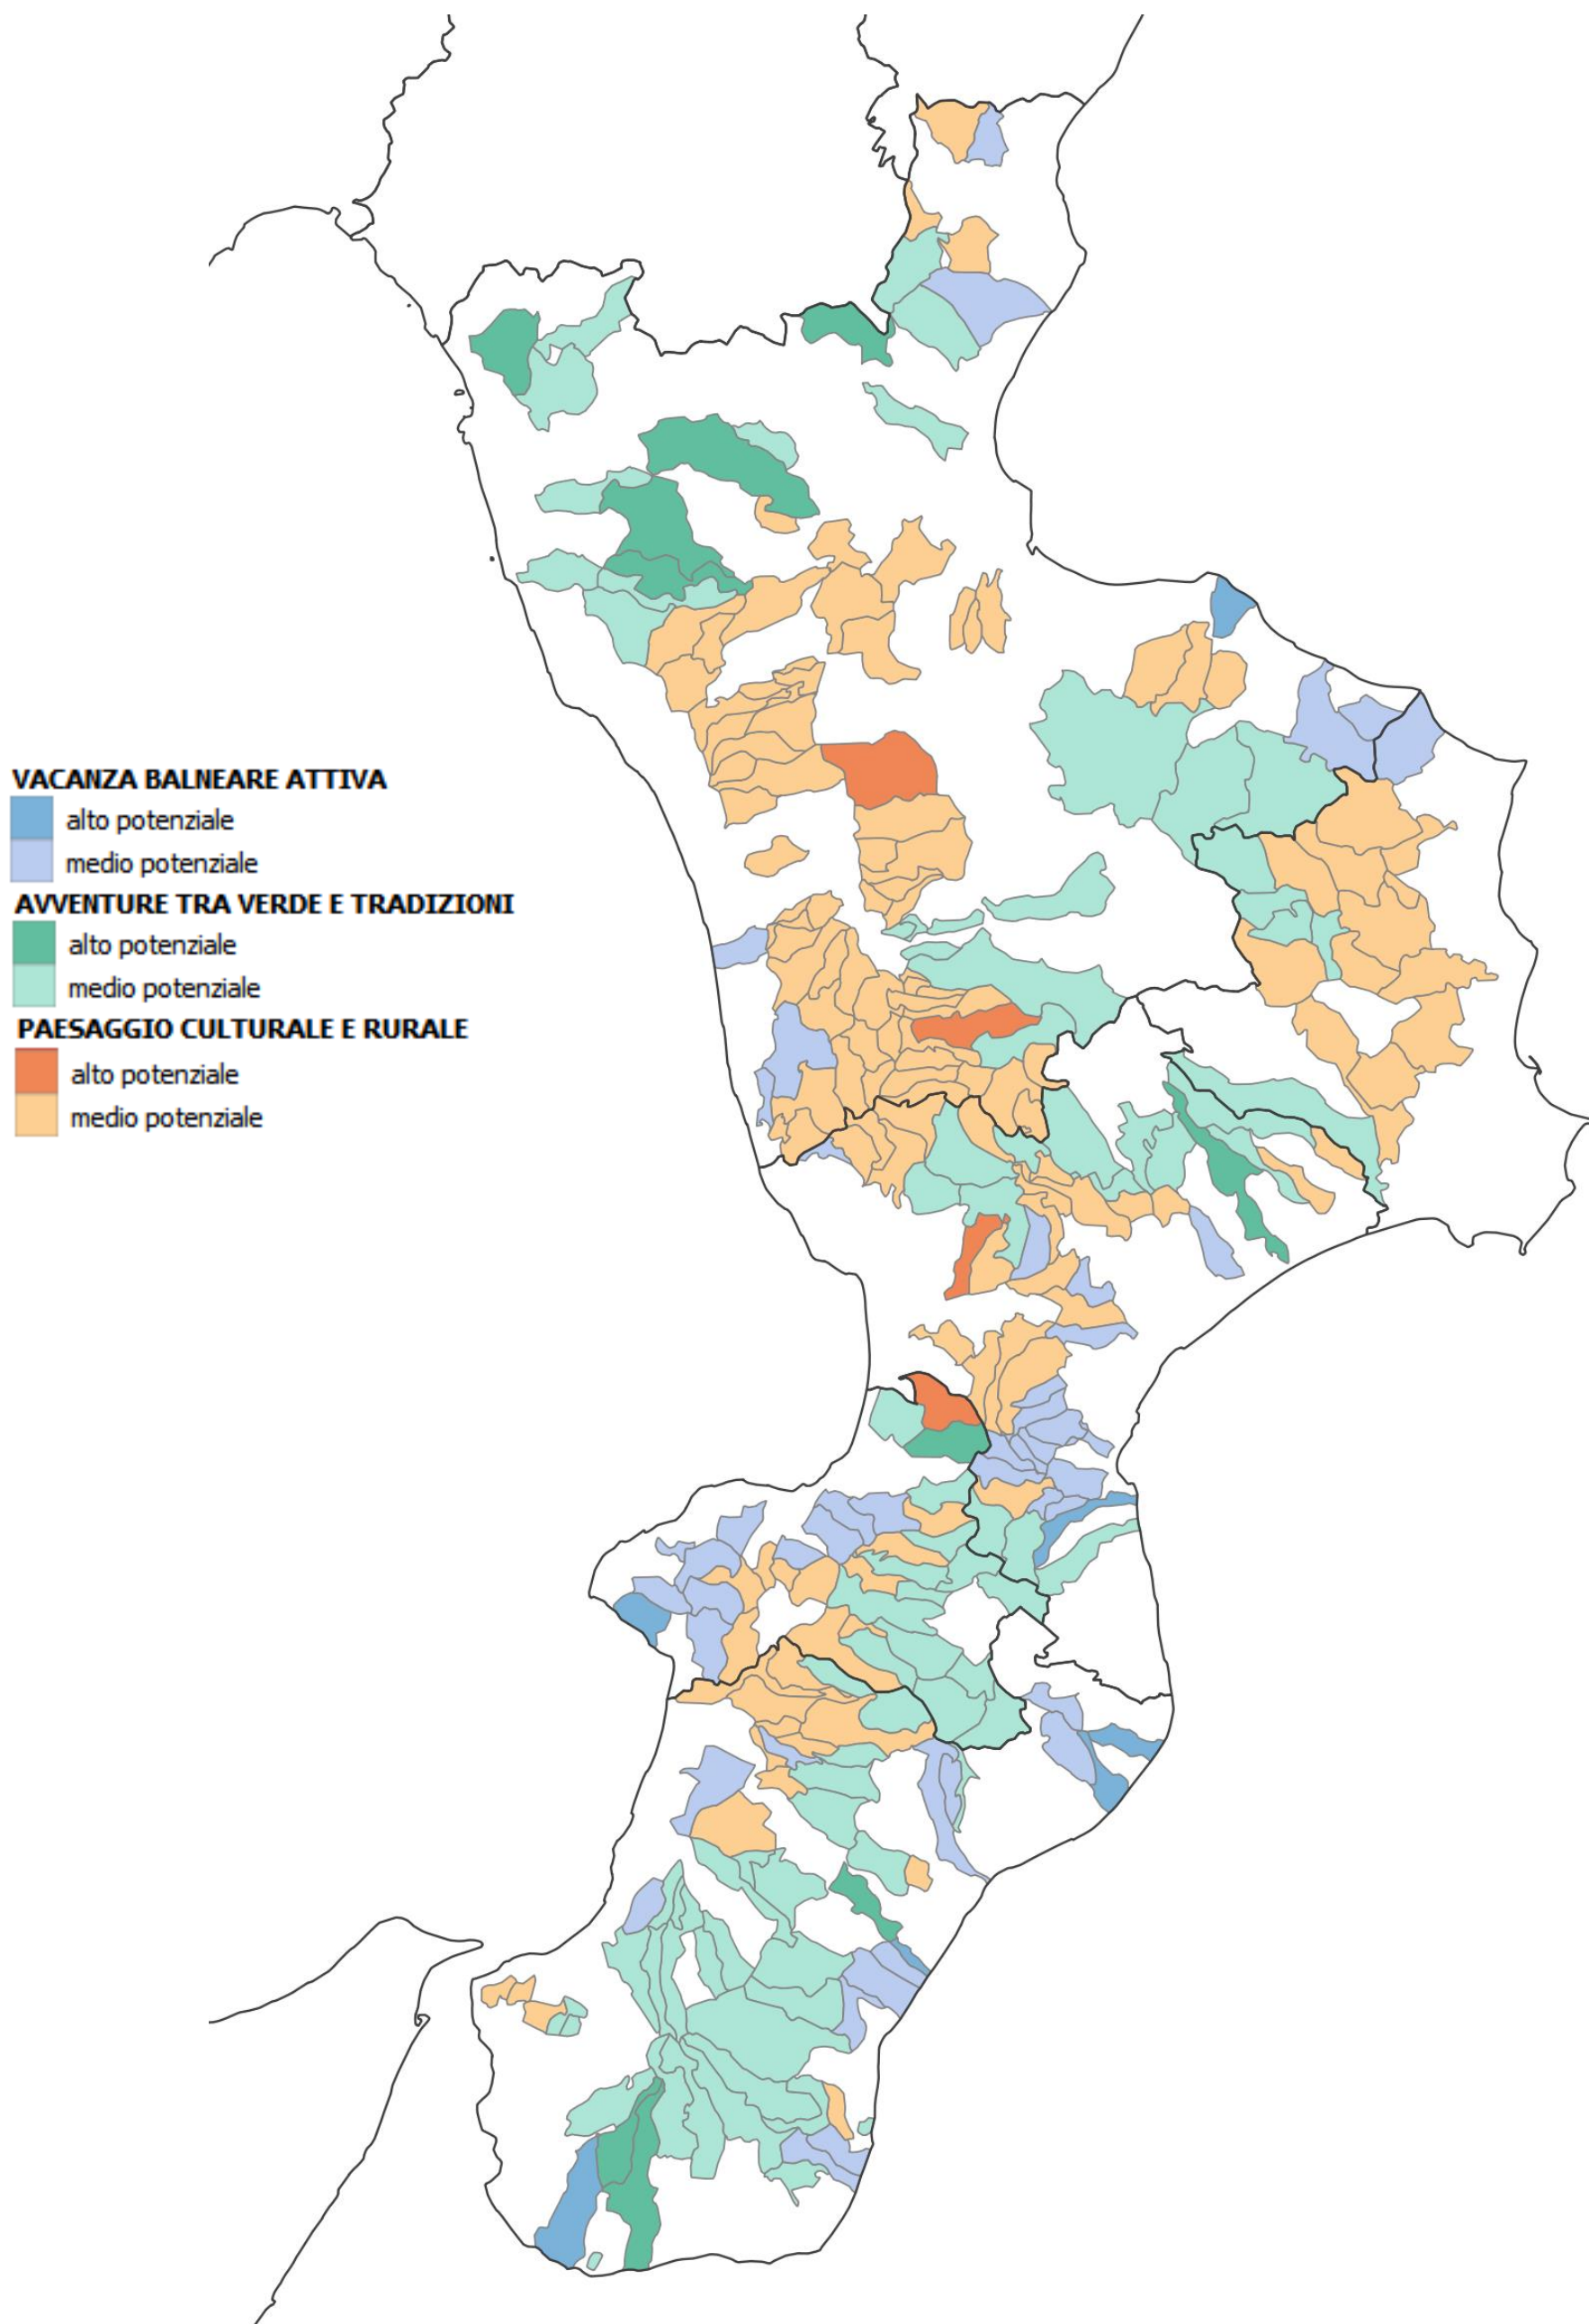 VACANZA BALNEARE ATTIVA
alto potenziale
medio potenziale
AVVENTURE TRA VERDE E TRADIZIONI
alto potenziale
medio potenziale
PAESAGGIO CULTURALE E RURALE
alto potenziale
medio potenziale